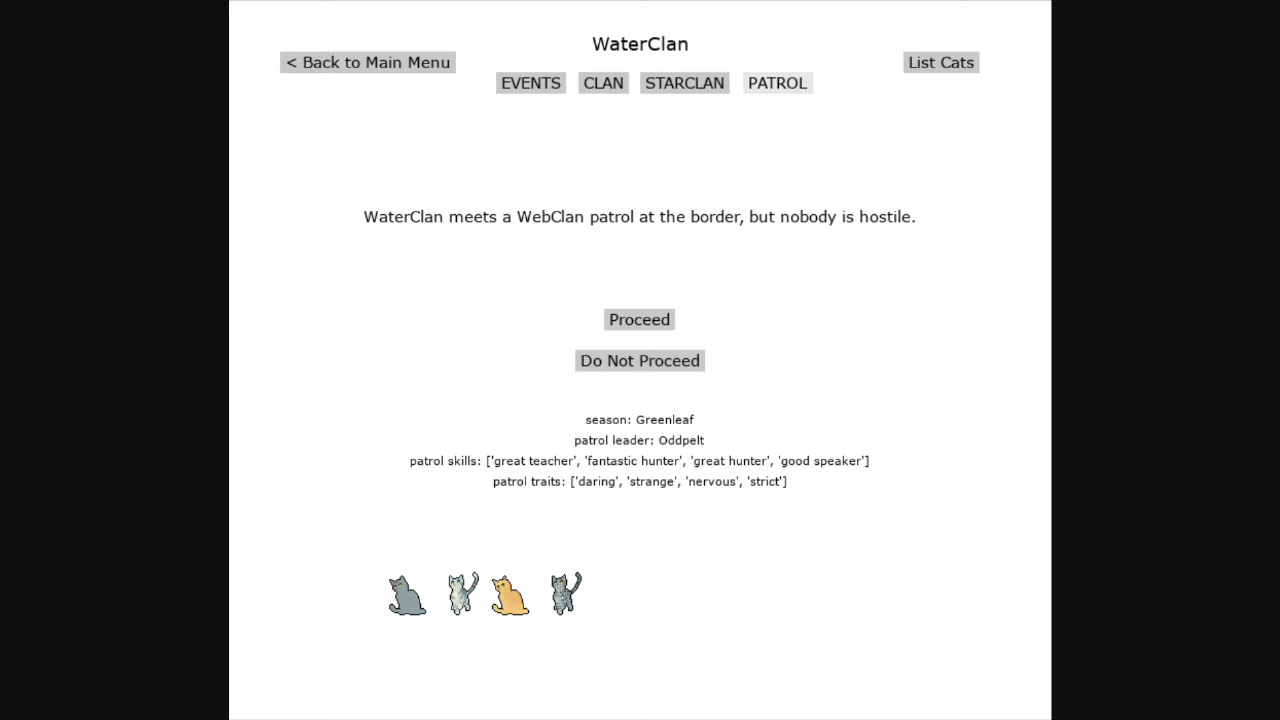 WaterClan
< Back to Main Menu
List Cats
EVENTS CLAN STARCLAN PATROL
WaterClan meets a WebClan patrol at the border, but nobody is hostile.
Proceed
Do Not Proceed
season: Greenleaf
patrol leader: Oddpelt
patrol skills: ['great teacher', 'fantastic hunter', 'great hunter', 'good speaker']
patrol traits: ['daring', 'strange', 'nervous', 'strict']